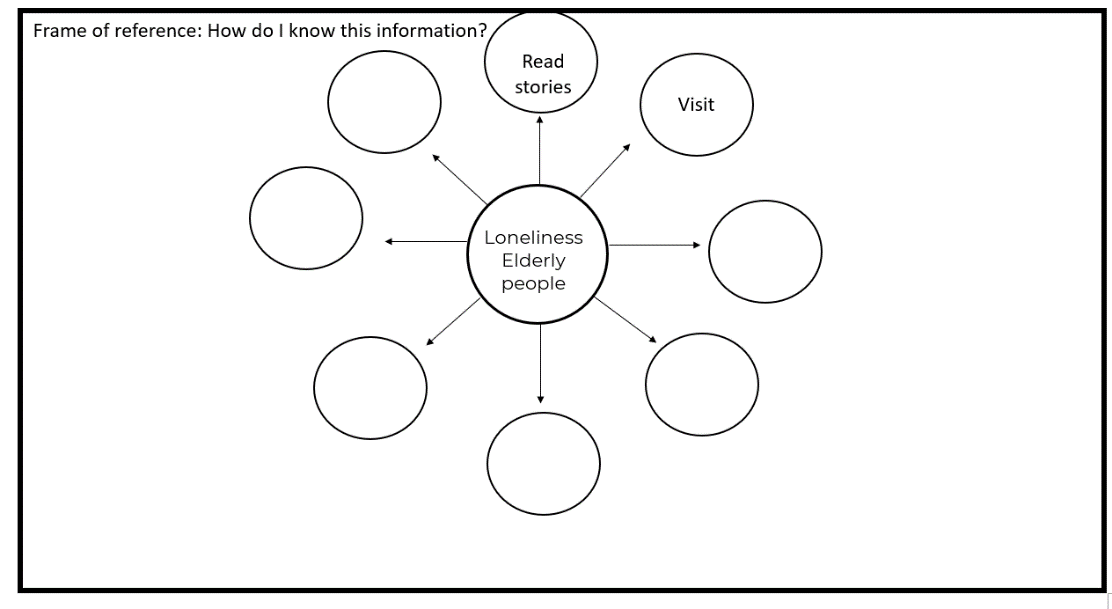 Frame of reference: How do I know this information?
Read
stories
Visit
Loneliness
Elderly
people